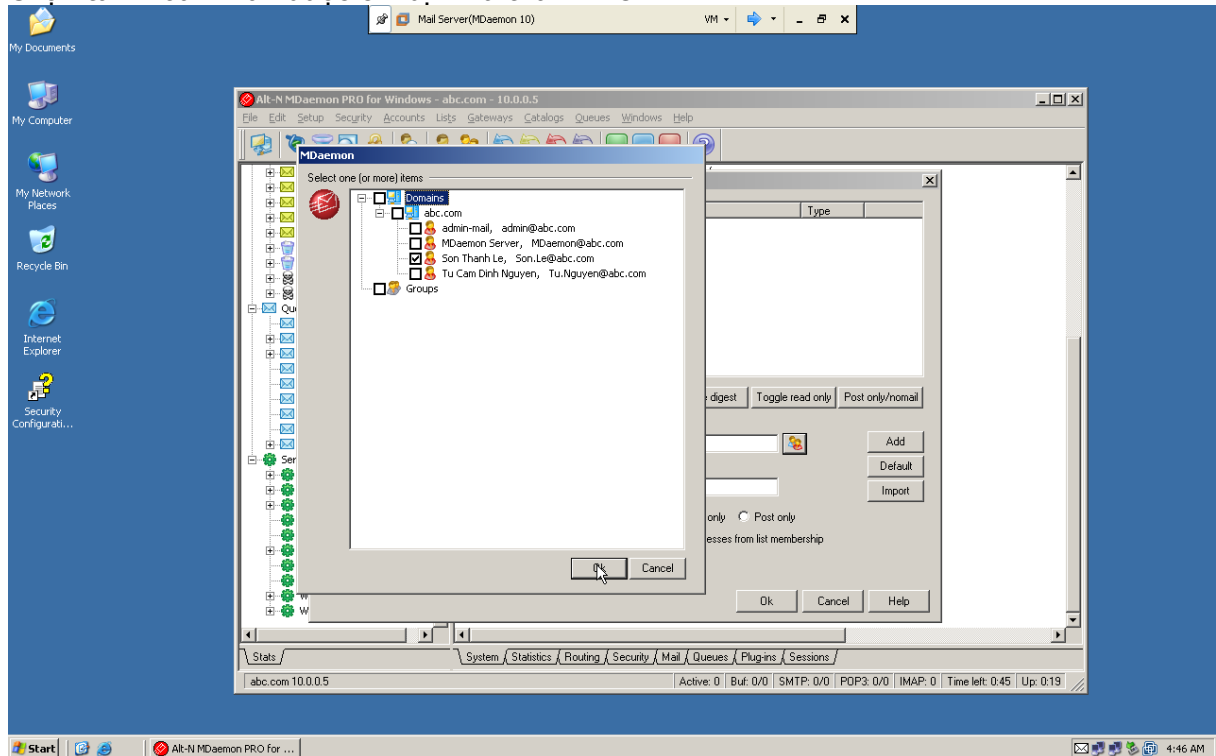 Mail Server(MDaemon 10)
VM
My Documents
My Computer
My Network
Places
Recycle Bin
Internet
Explorer
Security
Configurati...
Alt-N MDaemon PRO for Windows - abc.com - 10.0.0.5
File Edit Setup Security Accounts Lists Gateways Catalogs Queues Windows Help
MDaemon
Select one (or more) items
Domains
abc.com
admin-mail, admin@abc.com
MDaemon Server, MDaemon@abc.com
Son Thanh Le, Son.Le@abc.com
Tu Cam Dinh Nguyen, Tu.Nguyen@abc.com
Groups
Qu
Ser
W
W
Type
digest
Toggle read only
Post only/nomail
Add
Default
Import
only
Post only
esses from list membership
Ok
Cancel
Ok
Cancel
Help
Stats
System Statistics Routing Security Mail Queues Plug-ins Sessions
abc.com 10.0.0.5
Active: 0 Buf: 0/0 SMTP: 0/0 POP3: 0/0 IMAP: 0 Time left: 0:45 Up: 0:19
Start
Alt-N MDaemon PRO for ...
4:46 AM